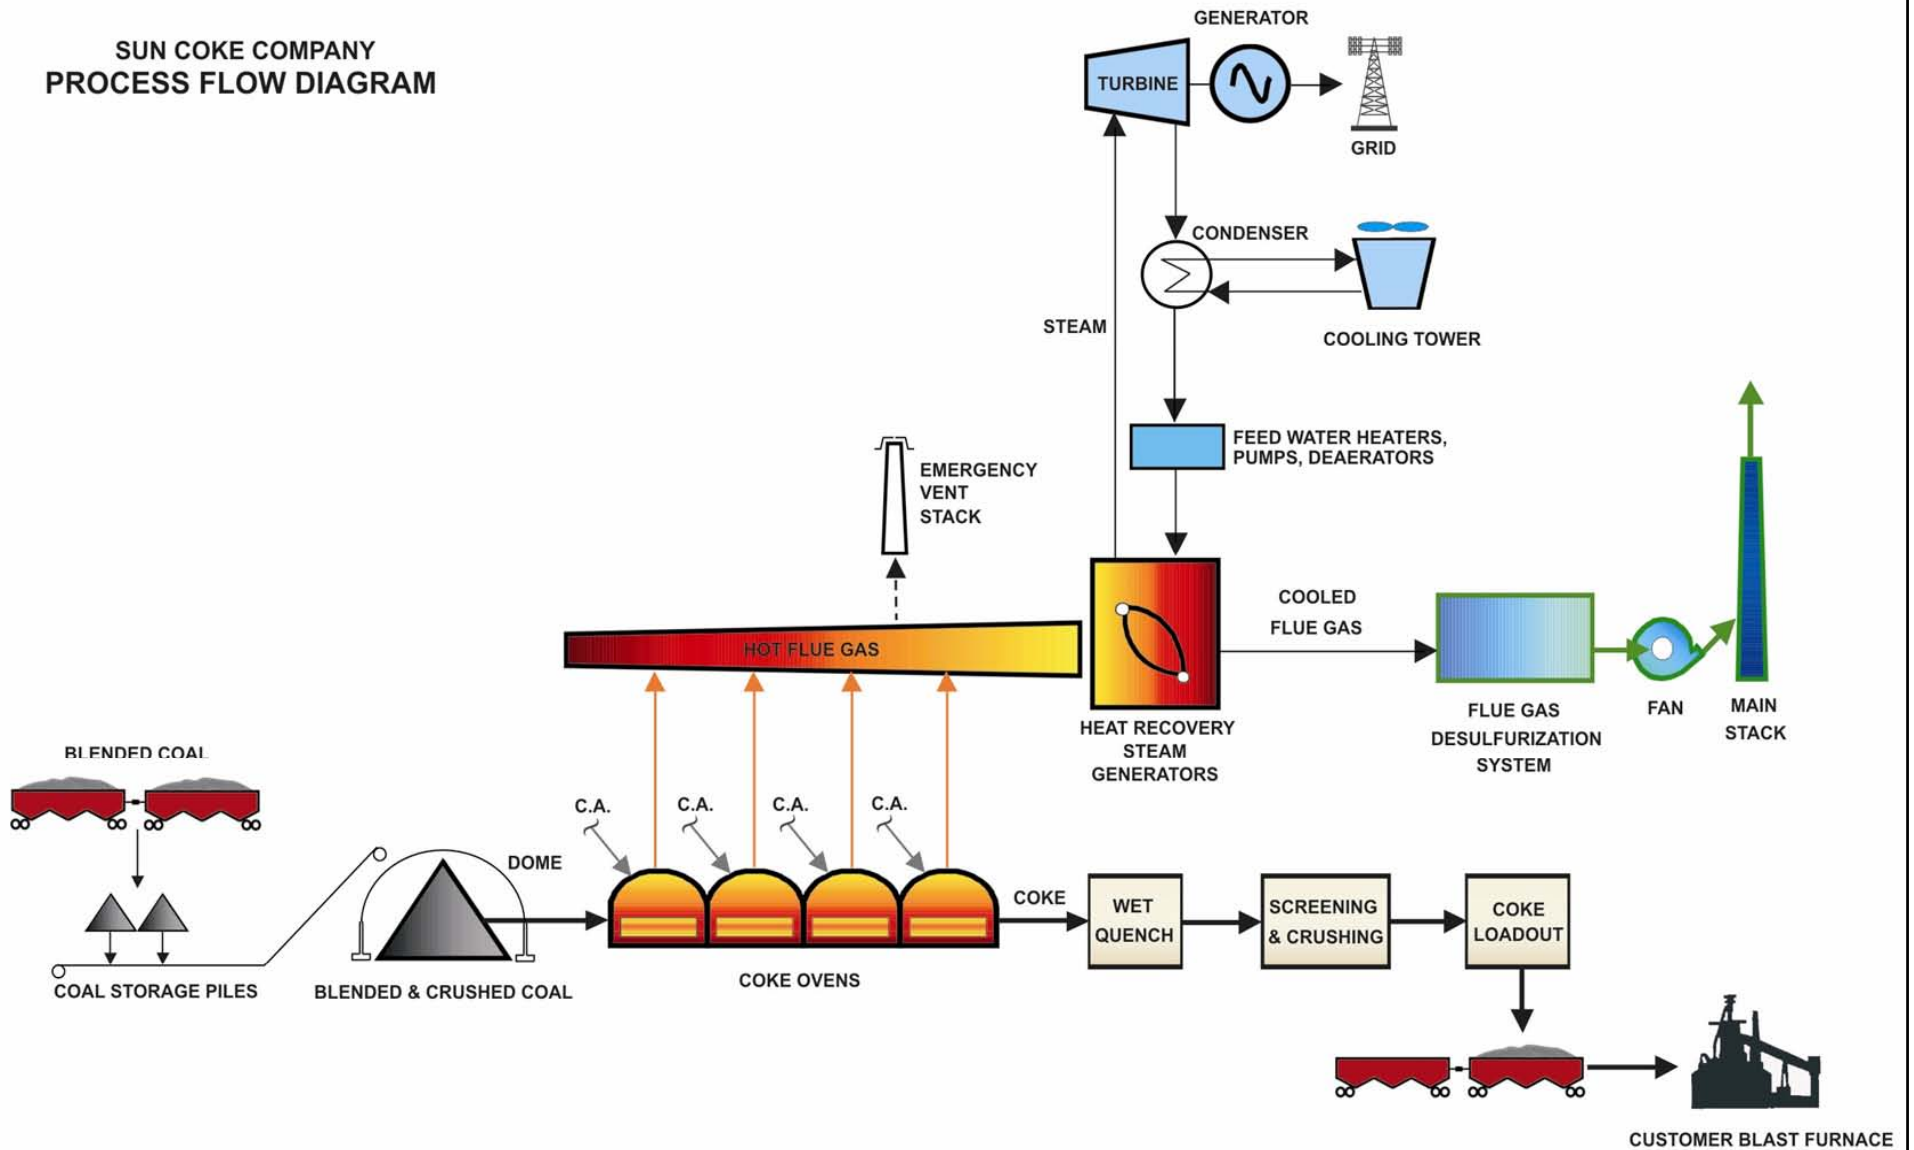 SUN COKE COMPANY
PROCESS FLOW DIAGRAM
GENERATOR
TURBINE
GRID
CONDENSER
STEAM
COOLING TOWER
FEED WATER HEATERS,
PUMPS, DEAERATORS
EMERGENCY
VENT
STACK
COOLED
FLUE GAS
HOT FLUE GAS
HEAT RECOVERY
STEAM
GENERATORS
FLUE GAS
DESULFURIZATION
SYSTEM
FAN
MAIN
STACK
BLENDED COAL
C.A.
C.A.
C.A.
C.A.
DOME
COKE
WET
QUENCH
SCREENING
& CRUSHING
COKE
LOADOUT
COAL STORAGE PILES
BLENDED & CRUSHED COAL
COKE OVENS
CUSTOMER BLAST FURNACE